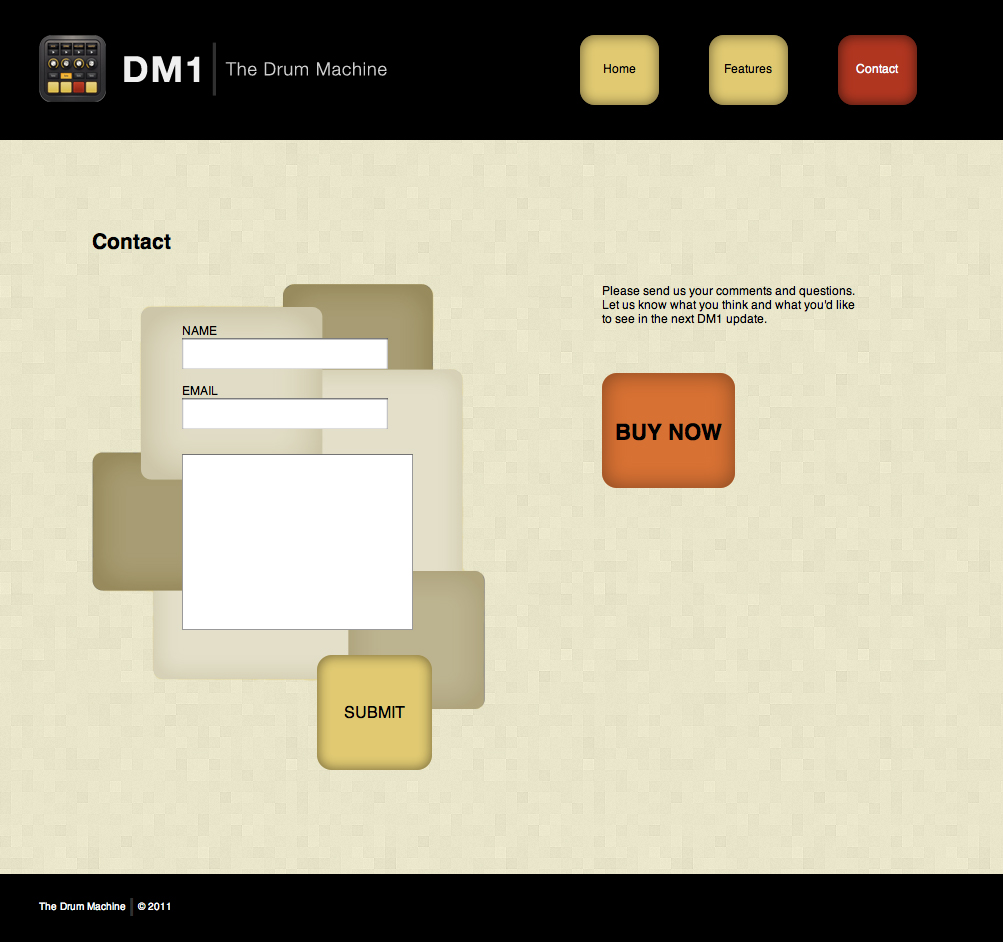 DM1 The Drum Machine
Home
Features
Contact
Contact
NAME
EMAIL
SUBMIT
Please send us your comments and questions.
Let us know what you think and what you'd like
to see in the next DM1 update.
BUY NOW
The Drum Machine © 2011